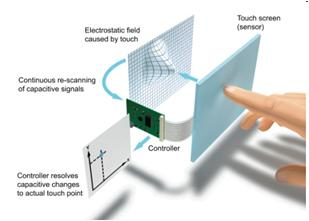 Electrostatic field
caused by touch
Touch screen
(sensor)
Continuous re-scanning
of capacitive signals
Controller
Controller resolves
capacitive changes
to actual touch point